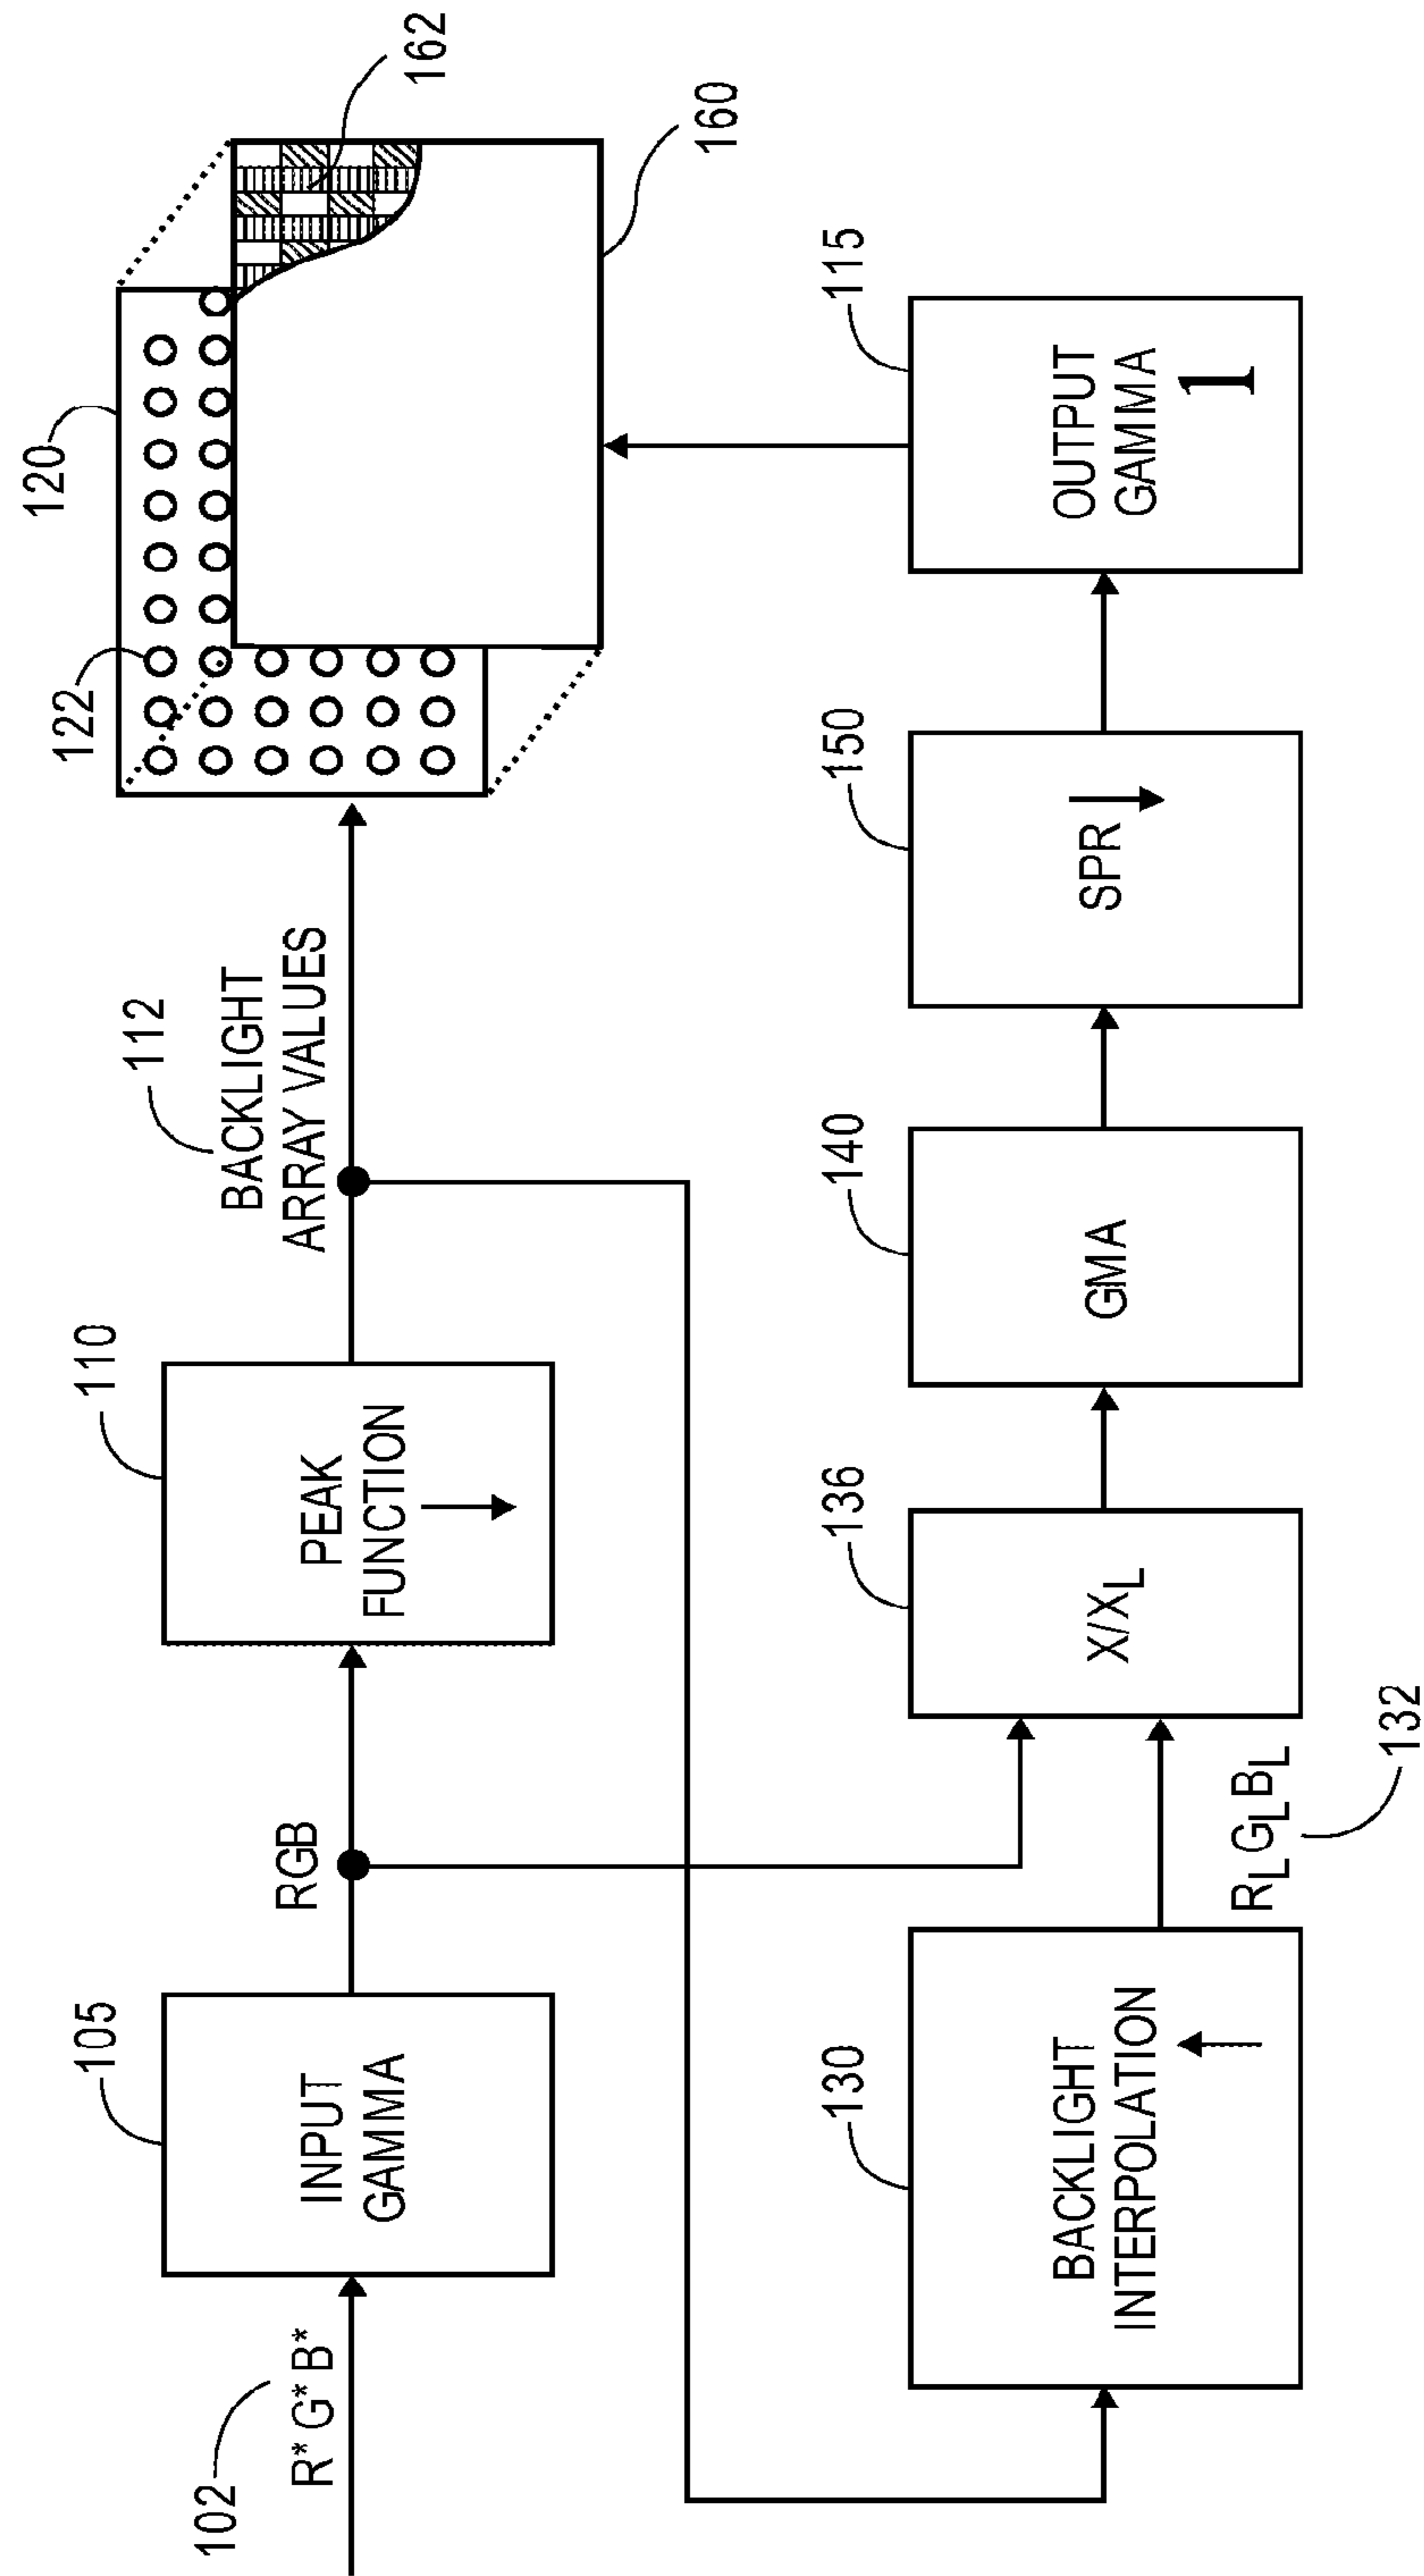 102
R* G* B*
105
INPUT
GAMMA
RGB
110
PEAK
FUNCTION
112
BACKLIGHT
ARRAY VALUES
120
122
162
160
130
BACKLIGHT
INTERPOLATION
RL GL BL
132
136
X/XL
140
GMA
150
SPR
115
OUTPUT
GAMMA
1